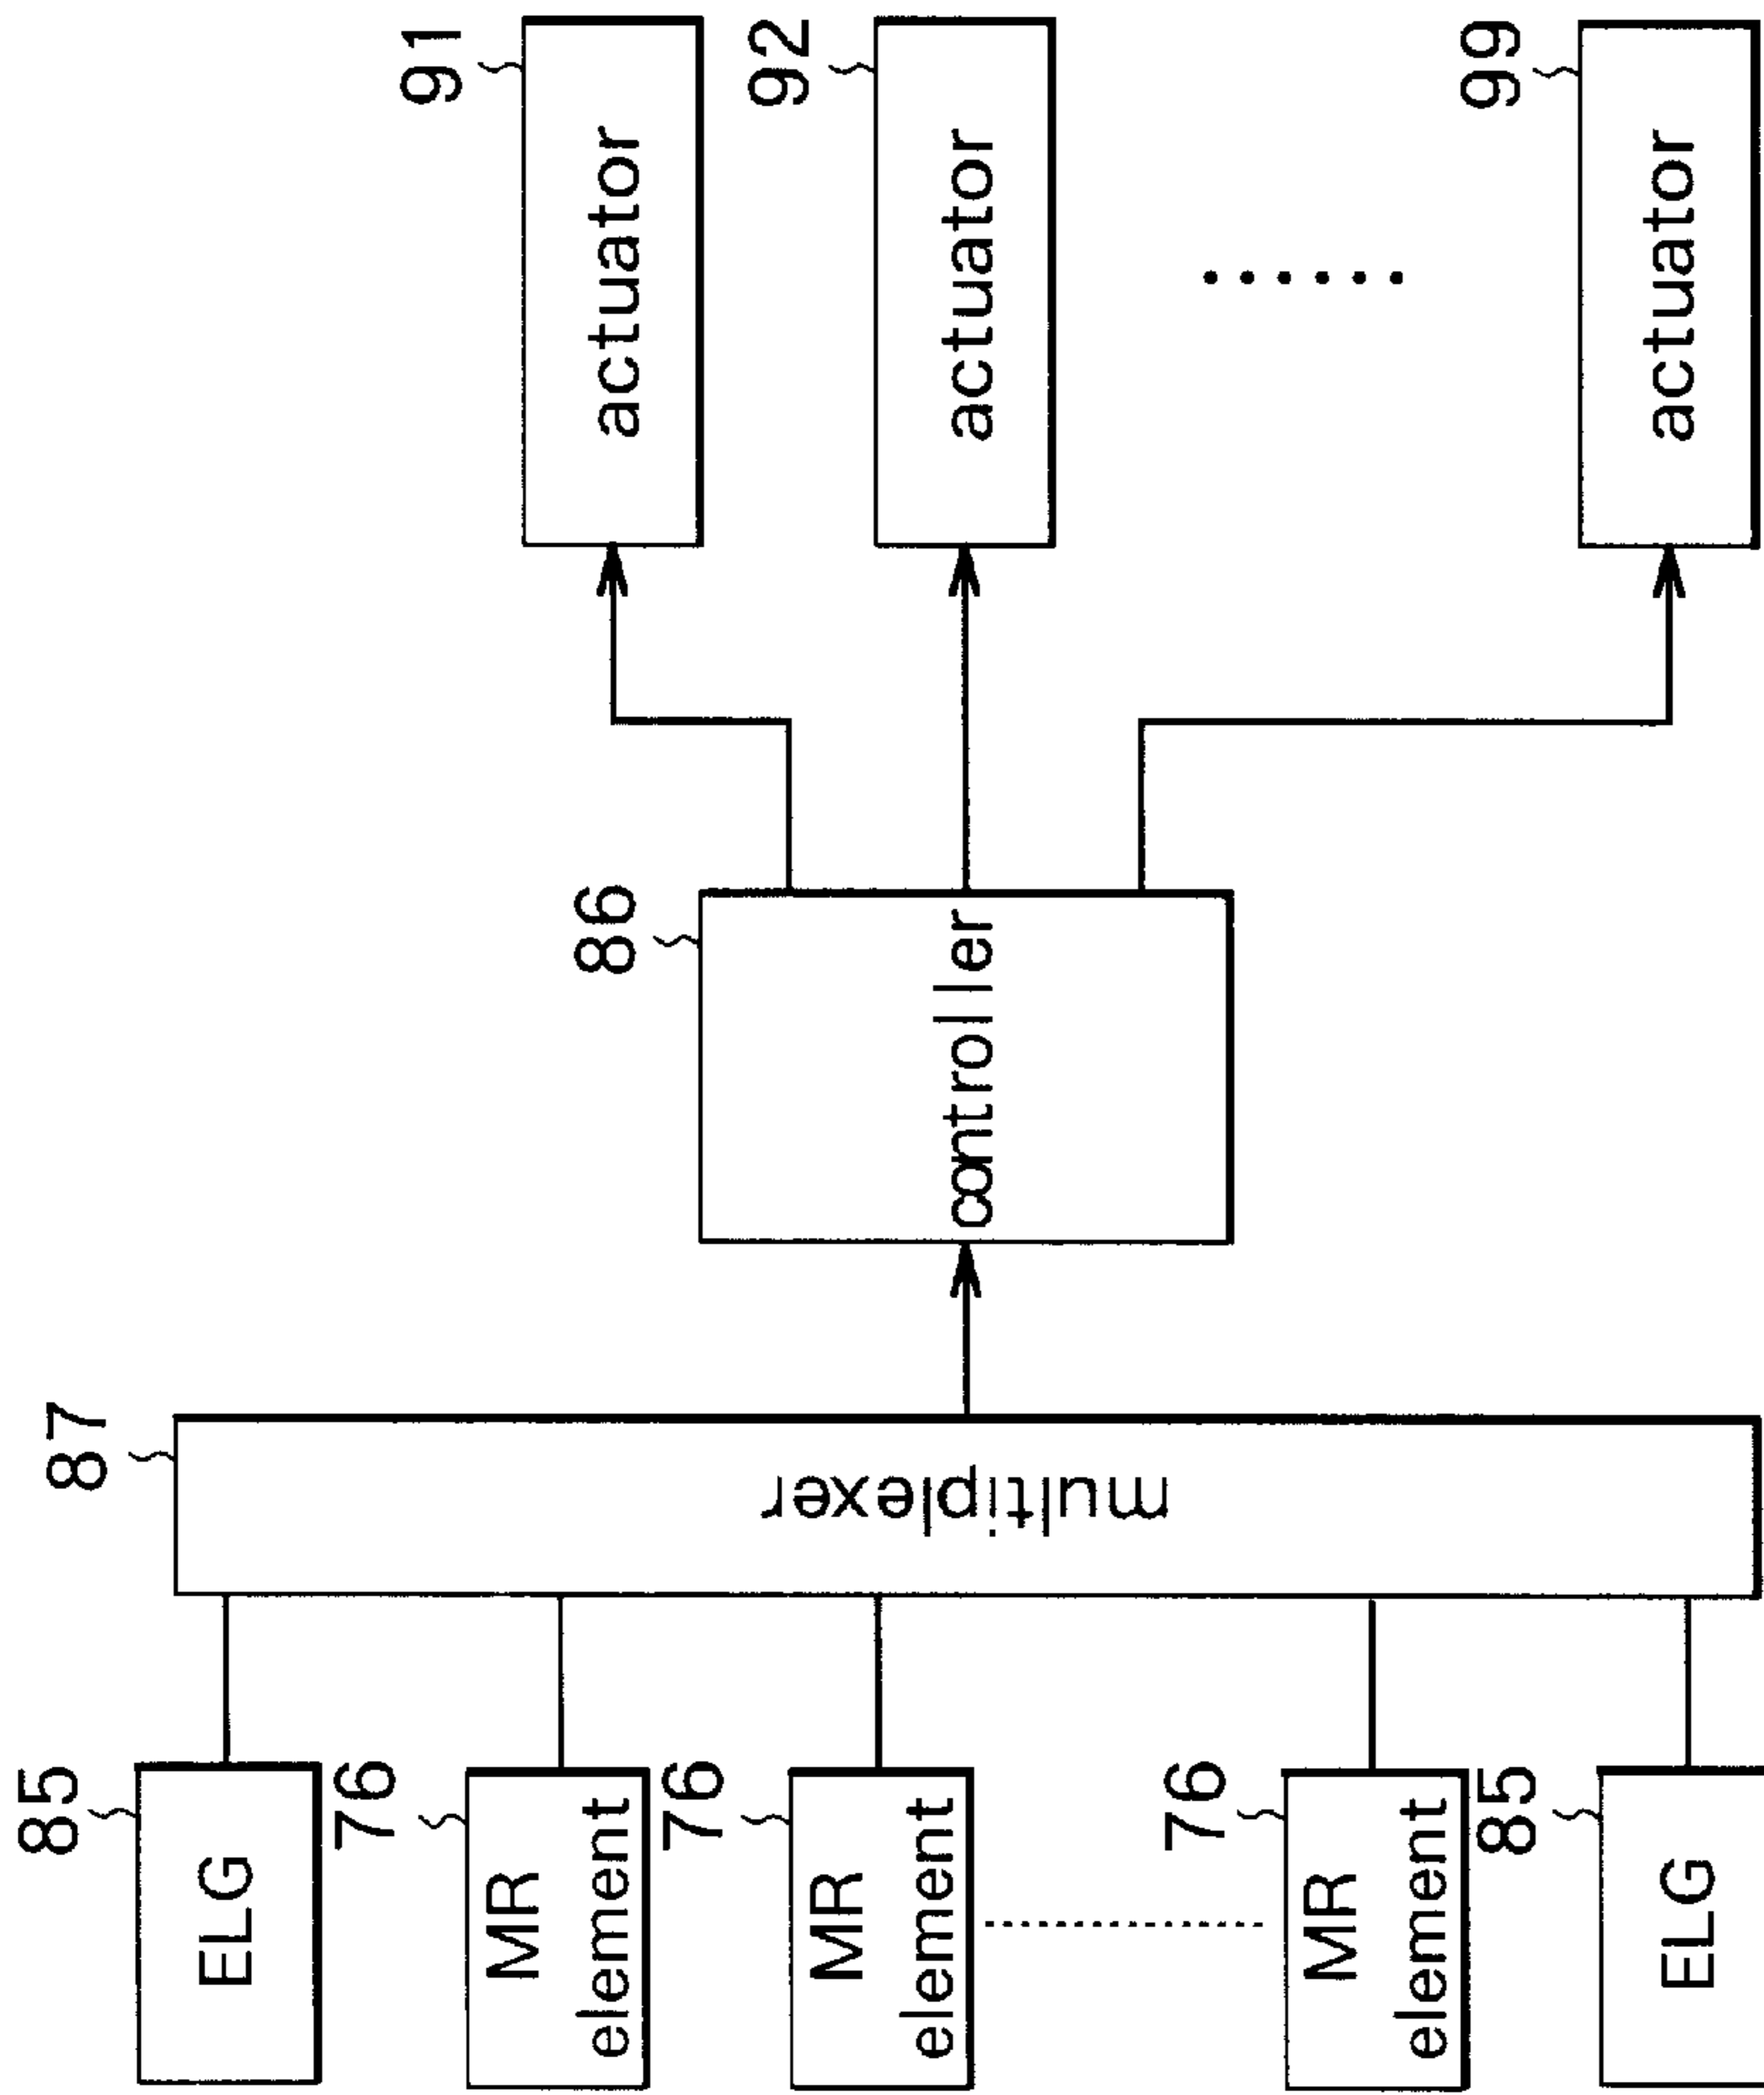 85
ELG
76
MR
element
76
MR
element
76
MR
element
85
ELG
87
multiplexer
86
controller
91
actuator
92
actuator
99
actuator